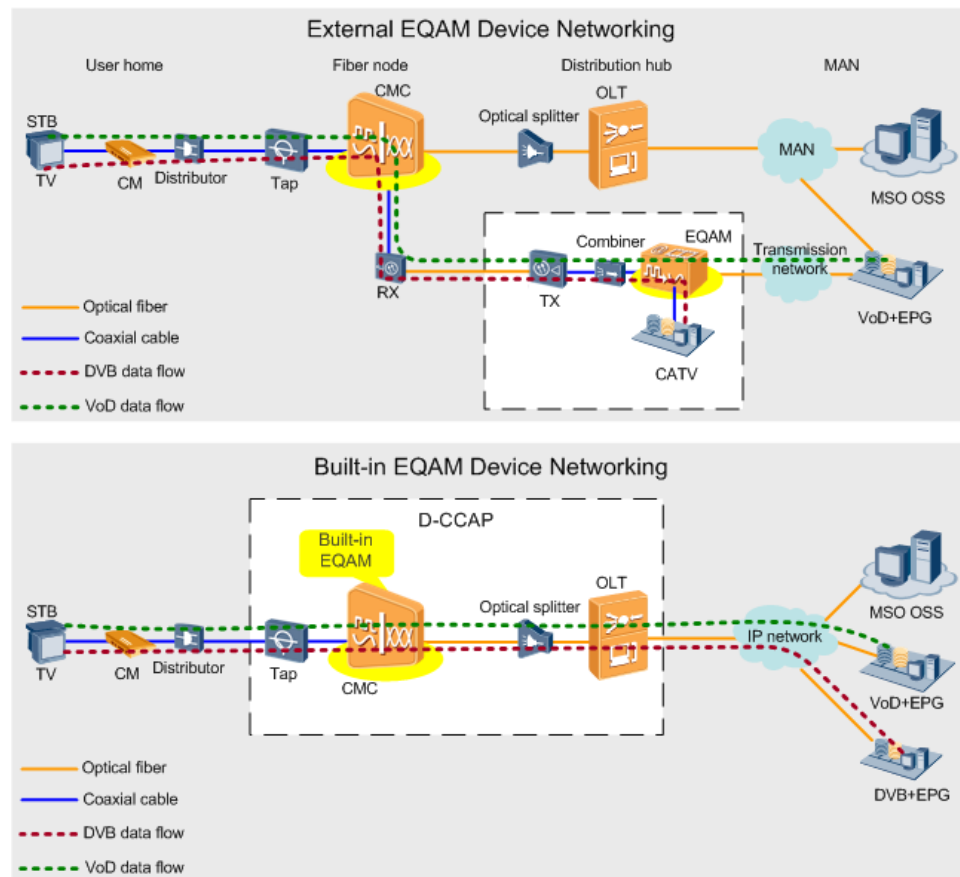 External EQAM Device Networking
User home
Fiber node
Distribution hub
MAN
CMC
OLT
STB
Optical splitter
MAN
TV
CM
Distributor
Tap
MSO OSS
Combiner
EQAM
Transmission
network
RX
TX
VoD+EPG
CATV
Optical fiber
Coaxial cable
DVB data flow
VoD data flow
Built-in EQAM Device Networking
D-CCAP
Built-in
EQAM
OLT
STB
Optical splitter
MSO OSS
IP network
TV
CM
Distributor
Tap
CMC
VoD+EPG
DVB+EPG
Optical fiber
Coaxial cable
DVB data flow
VoD data flow